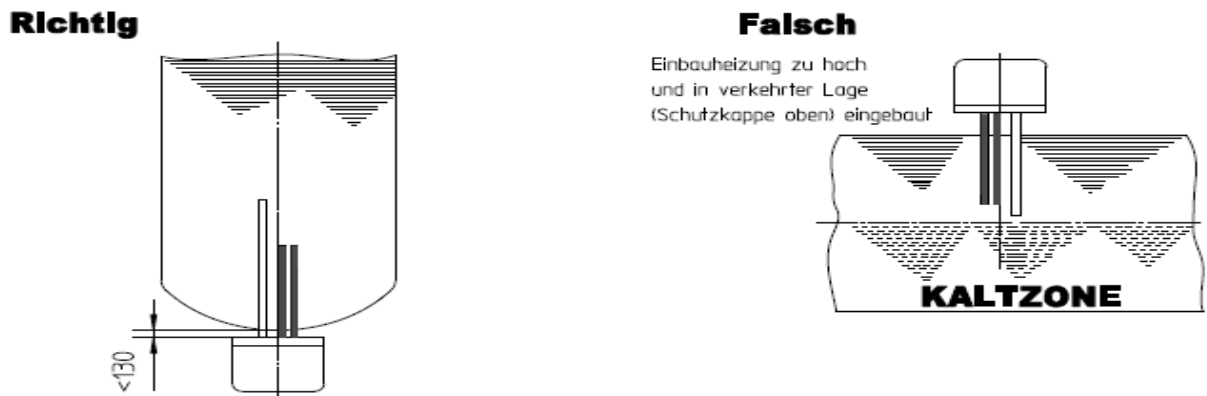 Richtig
Falsch
Einbauheizung zu hoch
und in verkehrter Lage
(Schutzkappe oben) eingebaut
KALTZONE
<130